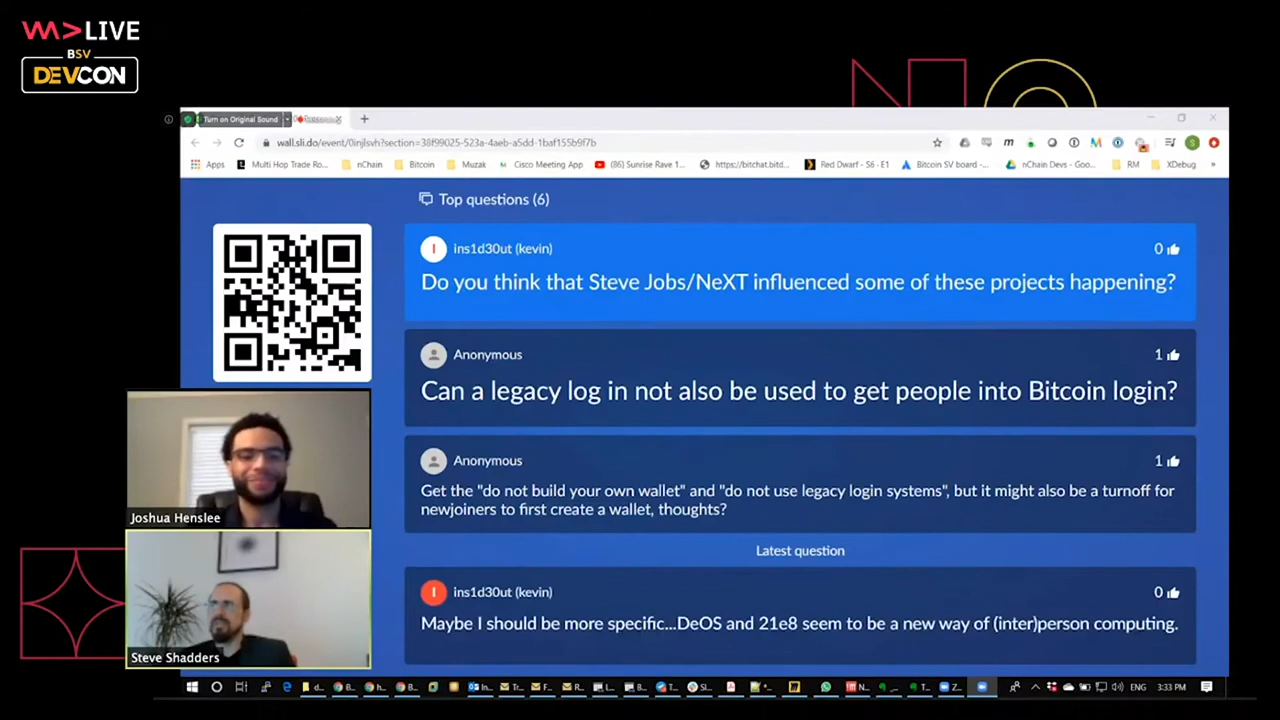 LIVE
BSV
DEVCON
Turn on Original Sound
wall.sli.do/event/0injlsvh?section=38f99025-523a-4aeb-a5dd-1baf155b9f7b
Apps
Multi Hop Trade Ro...
nChain
Bitcoin
Muzak
Cisco Meeting App
(86) Sunrise Rave 1...
https://bitchat.bitd...
Red Dwarf - S6 - E1
Bitcoin SV board -...
nChain Devs - Goo...
RM
XDebug
Top questions (6)
ins1d30ut (kevin)
0
Do you think that Steve Jobs/NeXT influenced some of these projects happening?
Anonymous
1
Can a legacy log in not also be used to get people into Bitcoin login?
Anonymous
1
Get the "do not build your own wallet" and "do not use legacy login systems", but it might also be a turnoff for
newjoiners to first create a wallet, thoughts?
Latest question
ins1d30ut (kevin)
0
Maybe I should be more specific...DeOS and 21e8 seem to be a new way of (inter)person computing.
Joshua Henslee
Steve Shadders
ENG
3:33 PM